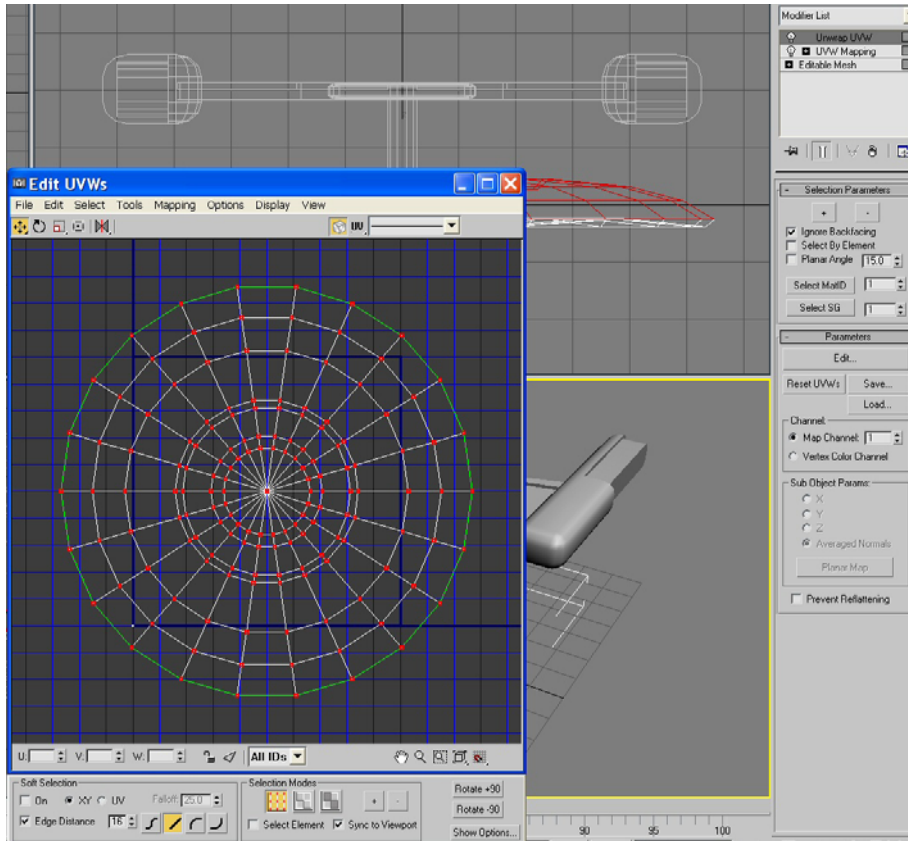 Modifier List
Unwrap UVW
UVW Mapping
Editable Mesh
Edit UVWs
File Edit Select Tools Mapping Options Display View
UV
Selection Parameters
+ -
Ignore Backfacing
Select By Element
Planar Angle 15.0
Select MatID 1
Select SG 1
Parameters
Edit...
Reset UVWs Save...
Load...
Channel:
Map Channel: 1
Vertex Color Channel
Sub Object Params:
X
Y
Z
Averaged Normals
Planar Map
Prevent Reflattening
U: V: W: All IDs
Soft Selection
On XY UV Falloff: 25.0
Edge Distance 16
Selection Modes
+ -
Select Element Sync to Viewport
Rotate +90
Rotate -90
Show Options...
90 95 100